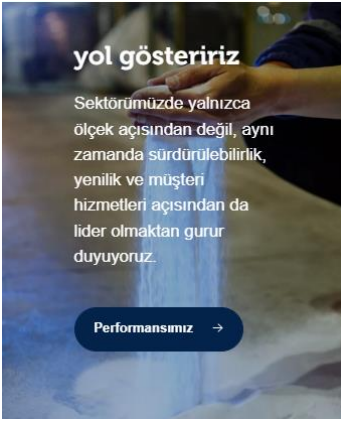 yol gösteririz
Sektörümüzde yalnızca
ölçek açısından değil, aynı
zamanda sürdürülebilirlik,
yenilik ve müşteri
hizmetleri açısından da
lider olmaktan gurur
duyuyoruz.
Performansımız →